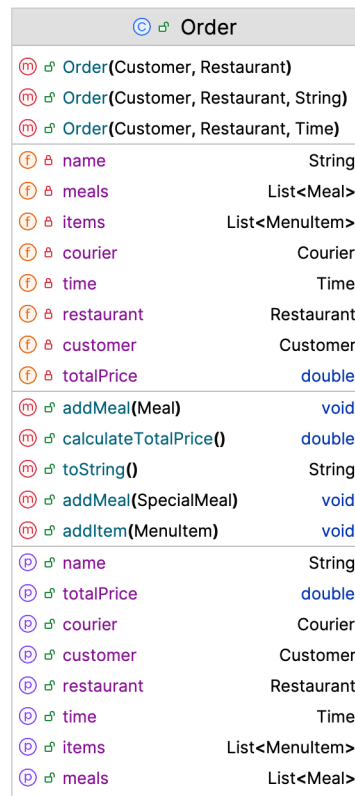 C Order
m Order(Customer, Restaurant)
m Order(Customer, Restaurant, String)
m Order(Customer, Restaurant, Time)
f name String
f meals List<Meal>
f items List<MenuItem>
f courier Courier
f time Time
f restaurant Restaurant
f customer Customer
f totalPrice double
m addMeal(Meal) void
m calculateTotalPrice() double
m toString() String
m addMeal(SpecialMeal) void
m addItem(MenuItem) void
p name String
p totalPrice double
p courier Courier
p customer Customer
p restaurant Restaurant
p time Time
p items List<MenuItem>
p meals List<Meal>